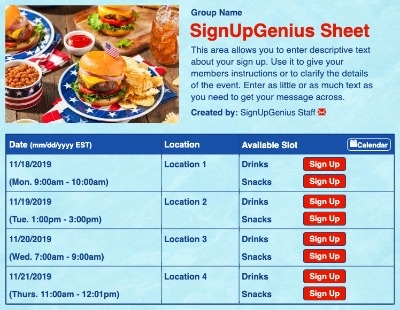 Group Name
SignUpGenius Sheet
This area allows you to enter descriptive text
about your sign up. Use it to give your
members instructions or to clarify the details
of the event. Enter as little or as much text as
you need to get your message across.
Created by: SignUpGenius Staff
Date (mm/dd/yyyy EST) Location Available Slot Calendar
11/18/2019 Location 1 Drinks Sign Up
(Mon. 9:00am - 10:00am) Snacks Sign Up
11/19/2019 Location 2 Drinks Sign Up
(Tue. 1:00pm - 3:00pm) Snacks Sign Up
11/20/2019 Location 3 Drinks Sign Up
(Wed. 7:00am - 9:00am) Snacks Sign Up
11/21/2019 Location 4 Drinks Sign Up
(Thurs. 11:00am - 12:01pm) Snacks Sign Up